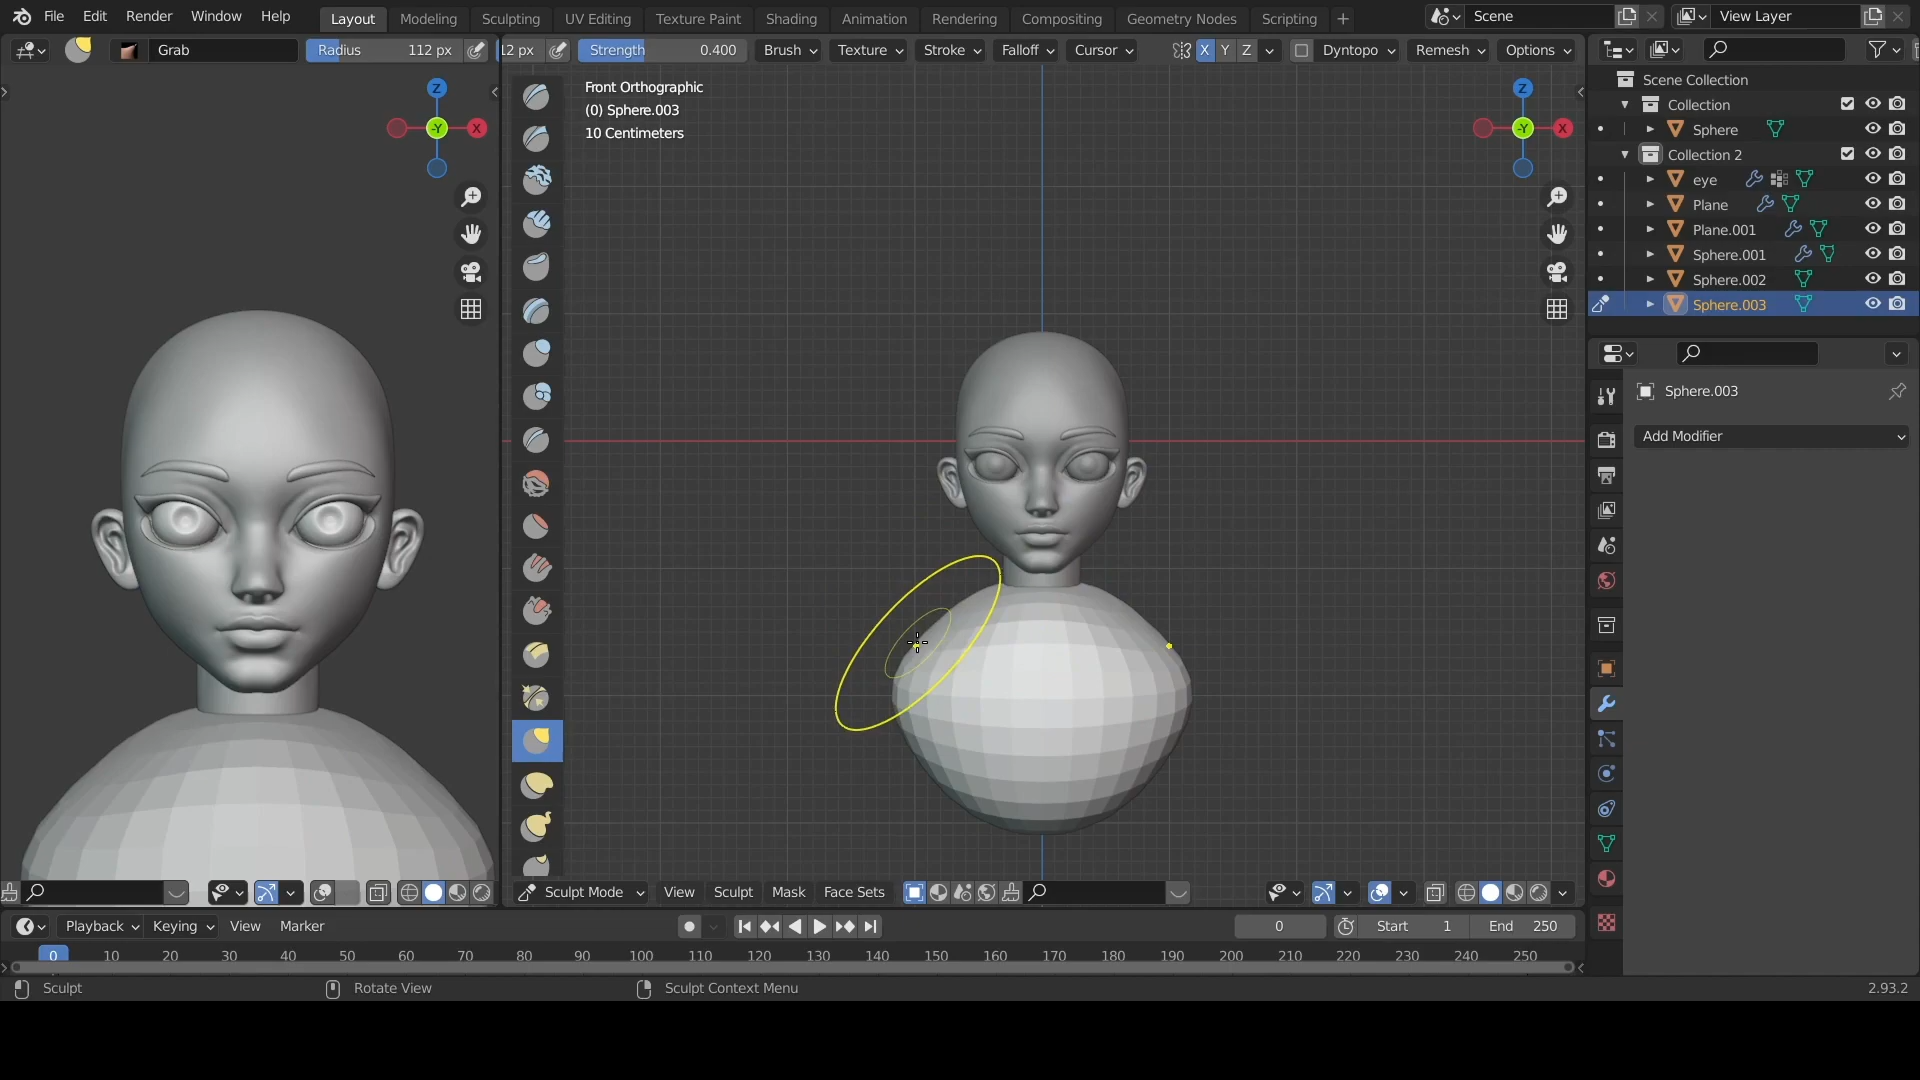 File Edit Render Window Help Layout Modeling Sculpting UV Editing Texture Paint Shading Animation Rendering Compositing Geometry Nodes Scripting + Scene View Layer
Grab Radius 112 px 12 px Strength 0.400 Brush Texture Stroke Falloff Cursor X Y Z Dyntopo Remesh Options
Front Orthographic
(0) Sphere.003
10 Centimeters
Z
-Y
X
Z
-Y
X
Scene Collection
Collection
Sphere
Collection 2
eye
Plane
Plane.001
Sphere.001
Sphere.002
Sphere.003
Sphere.003
Add Modifier
Sculpt Mode View Sculpt Mask Face Sets
Playback Keying View Marker 0 Start 1 End 250
0 10 20 30 40 50 60 70 80 90 100 110 120 130 140 150 160 170 180 190 200 210 220 230 240 250
Sculpt Rotate View Sculpt Context Menu 2.93.2